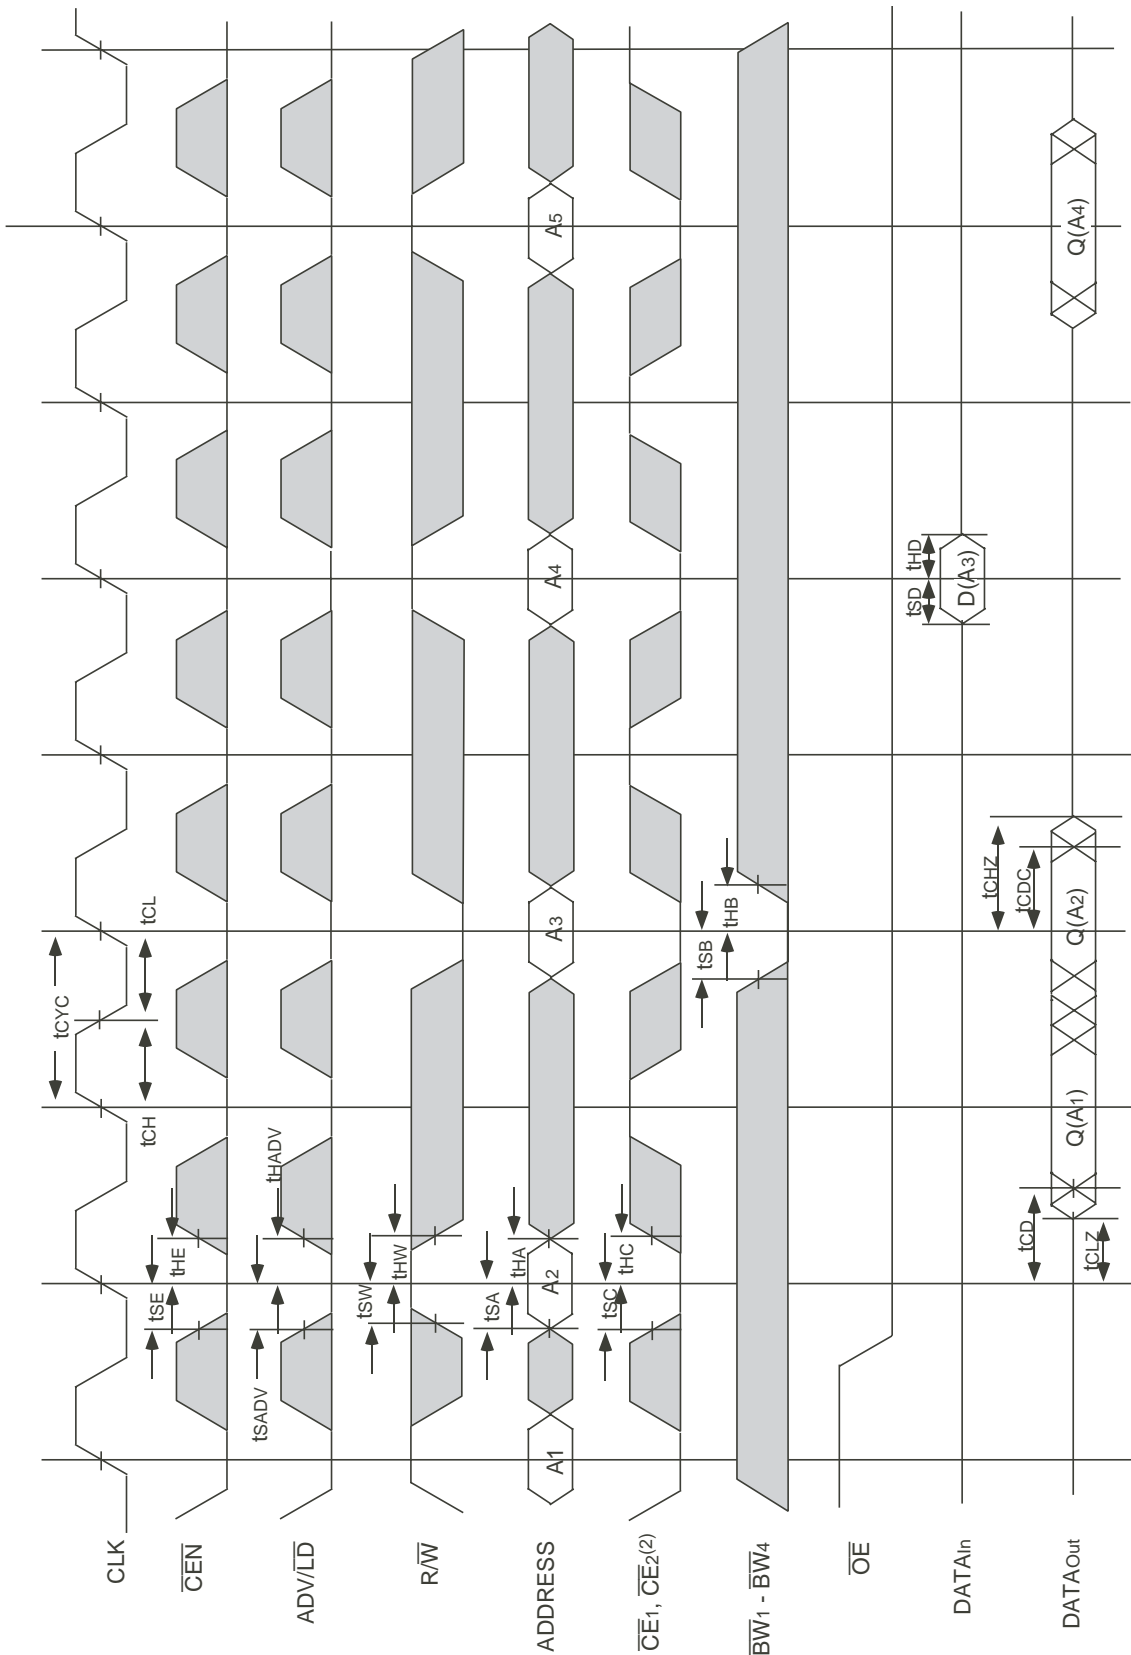 tCYC
tCH
tCL
CLK
tSE
tHE
CEN
tSADV
tHADV
ADV/LD
tSW
tHW
R/W
tSA
tHA
A1
A2
A3
A4
A5
ADDRESS
tSC
tHC
CE1, CE2(2)
tSB
tHB
BW1 - BW4
OE
tSD
tHD
D(A3)
DATAIn
tCD
tCLZ
tCHZ
tCDC
Q(A1)
Q(A2)
Q(A4)
DATAOut